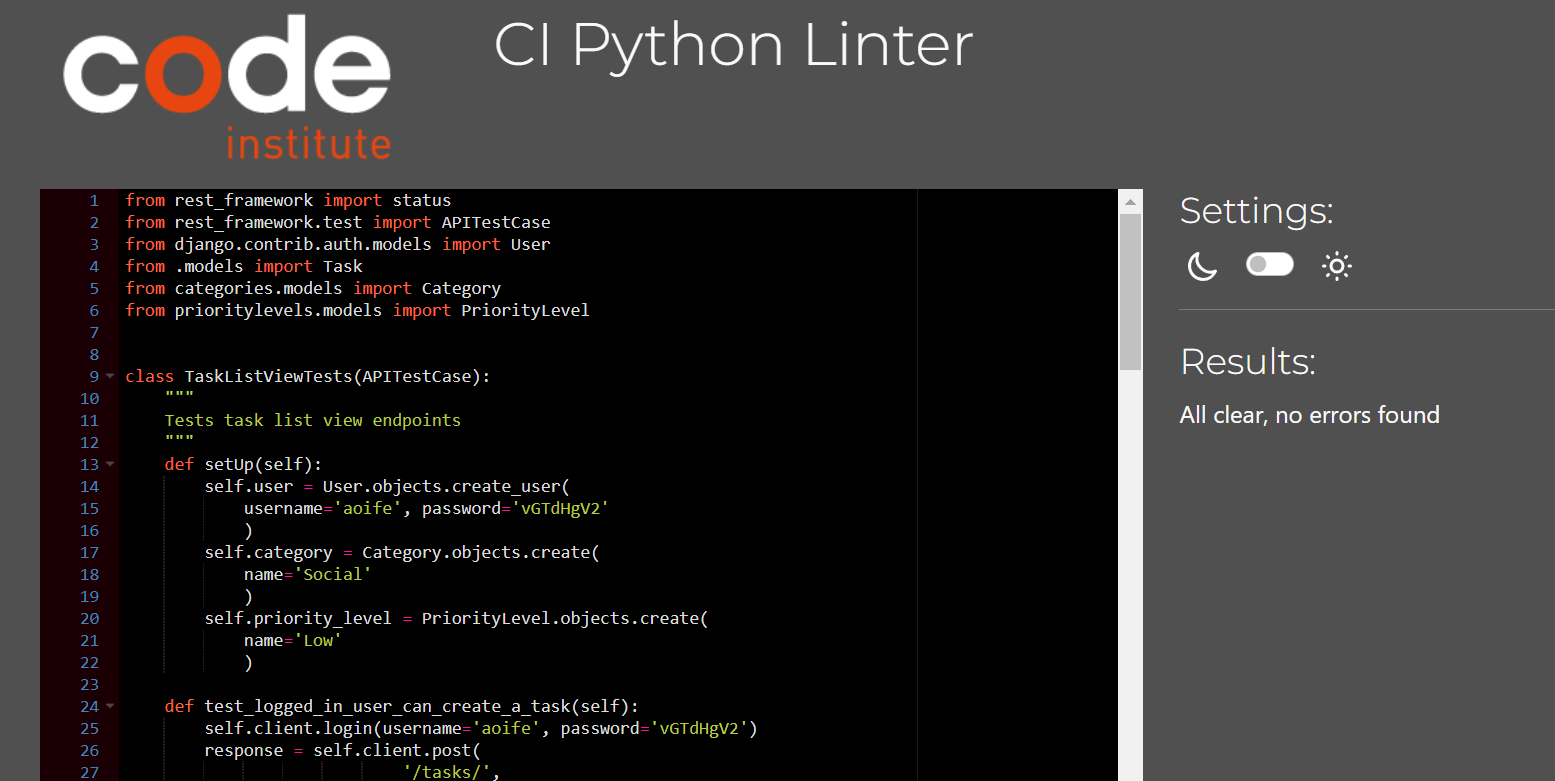 code
institute
CI Python Linter
1 from rest_framework import status
2 from rest_framework.test import APITestCase
3 from django.contrib.auth.models import User
4 from .models import Task
5 from categories.models import Category
6 from prioritylevels.models import PriorityLevel
7
8
9 class TaskListViewTests(APITestCase):
10     """
11     Tests task list view endpoints
12     """
13     def setUp(self):
14         self.user = User.objects.create_user(
15             username='aoife', password='vGTdHgV2'
16             )
17         self.category = Category.objects.create(
18             name='Social'
19             )
20         self.priority_level = PriorityLevel.objects.create(
21             name='Low'
22             )
23
24     def test_logged_in_user_can_create_a_task(self):
25         self.client.login(username='aoife', password='vGTdHgV2')
26         response = self.client.post(
27                             '/tasks/',
Settings:
Results:
All clear, no errors found